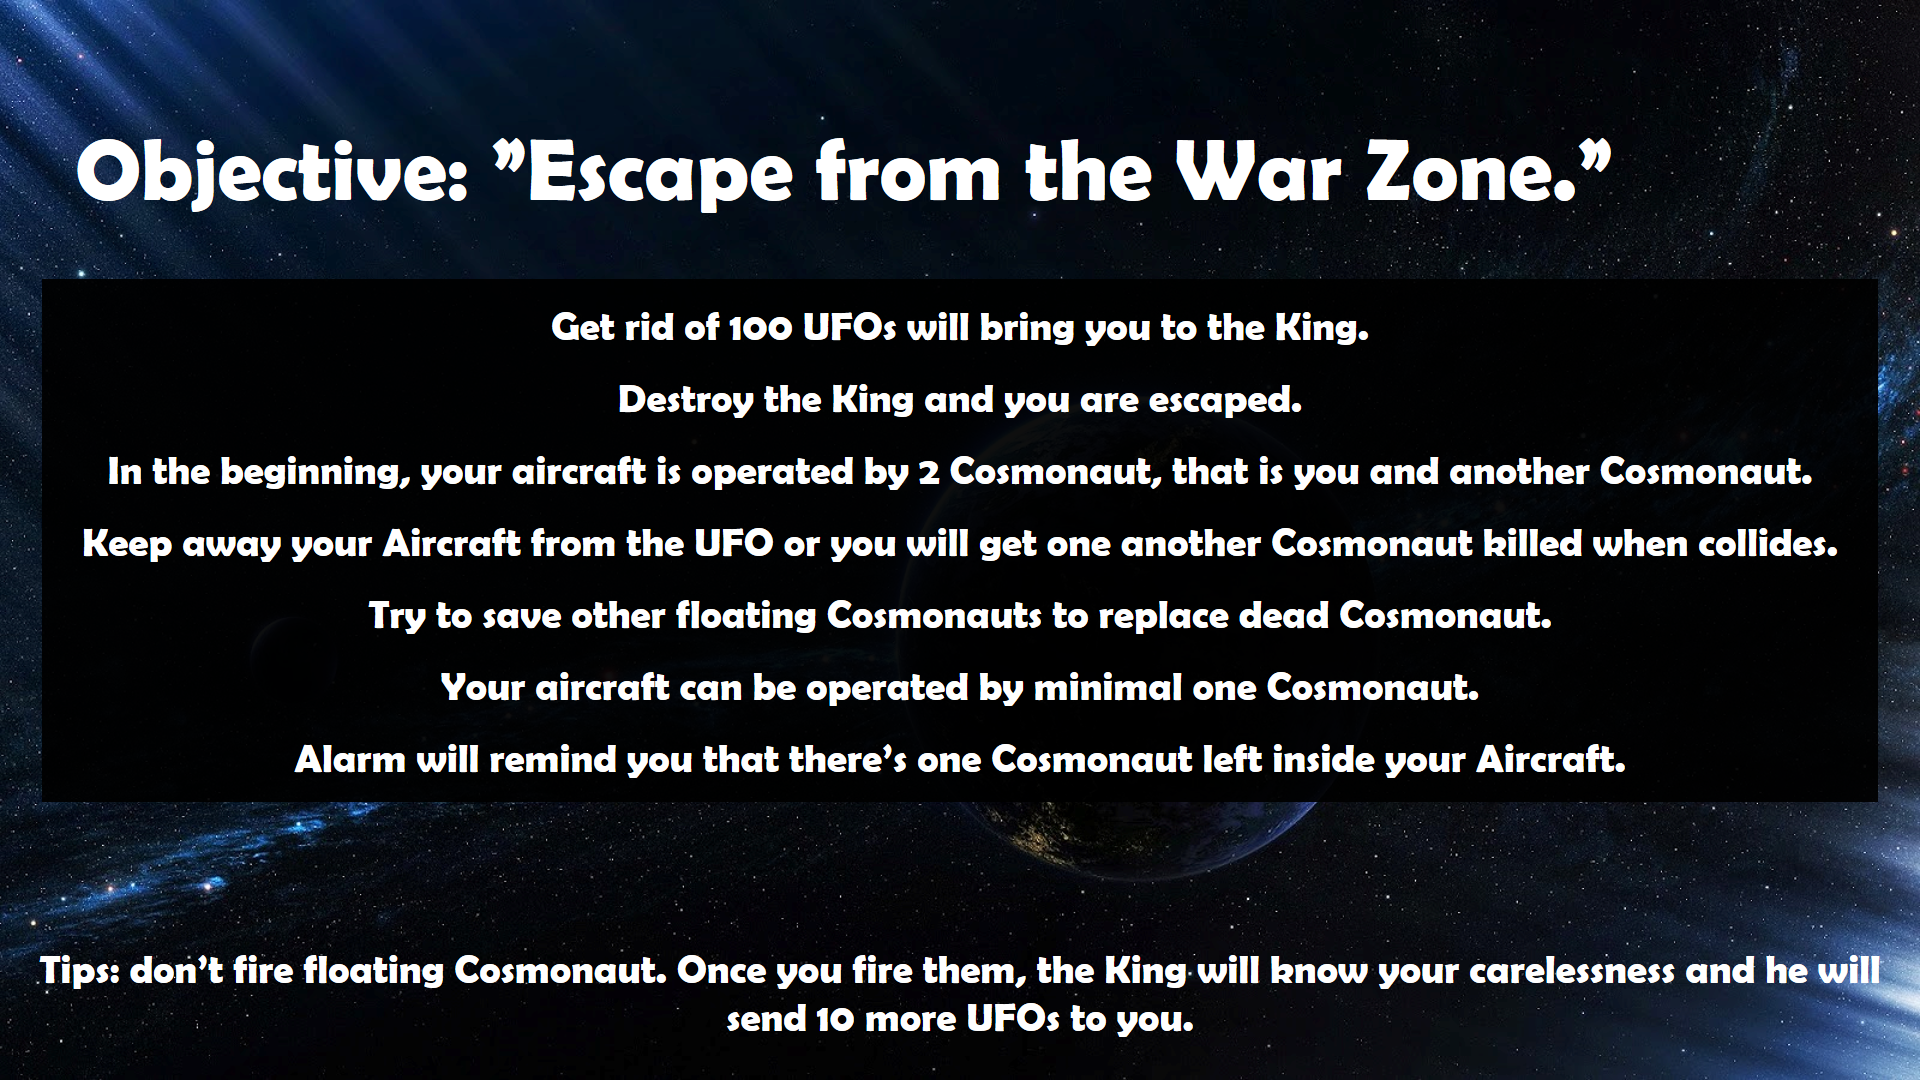 Objective: ”Escape from the War Zone.”
Get rid of 100 UFOs will bring you to the King.
Destroy the King and you are escaped.
In the beginning, your aircraft is operated by 2 Cosmonaut, that is you and another Cosmonaut.
Keep away your Aircraft from the UFO or you will get one another Cosmonaut killed when collides.
Try to save other floating Cosmonauts to replace dead Cosmonaut.
Your aircraft can be operated by minimal one Cosmonaut.
Alarm will remind you that there’s one Cosmonaut left inside your Aircraft.
Tips: don’t fire floating Cosmonaut. Once you fire them, the King will know your carelessness and he will
send 10 more UFOs to you.